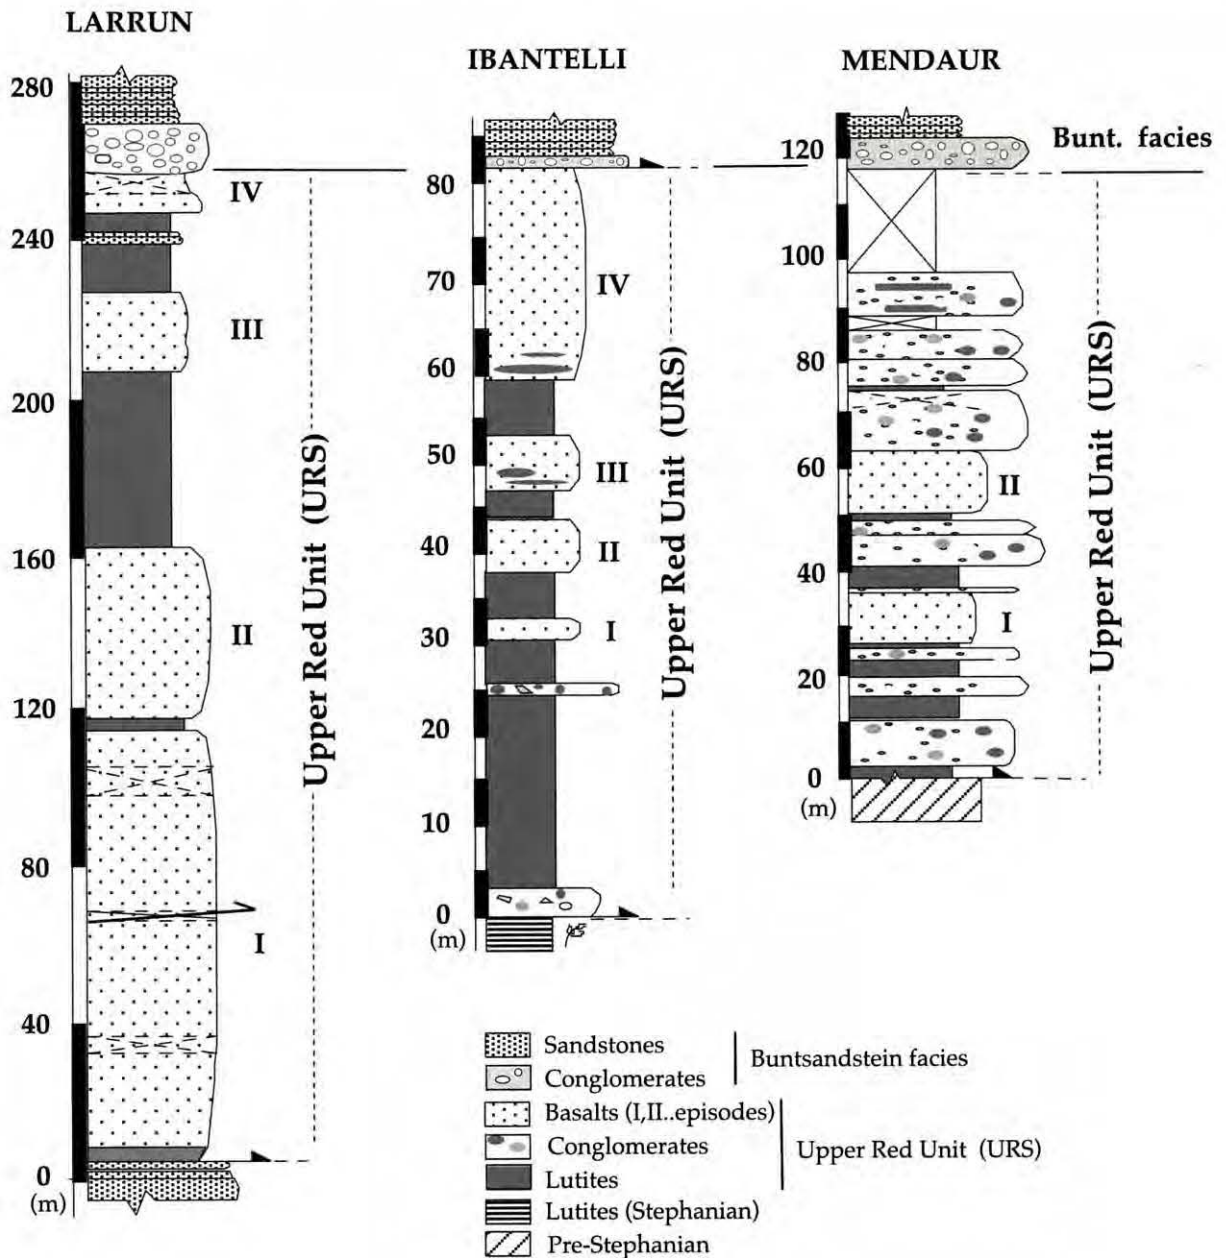 LARRUN
280
240
200
160
120
80
40
0
(m)
IV
III
II
I
Upper Red Unit (URS)
IBANTELLI
80
70
60
50
40
30
20
10
0
(m)
IV
III
II
I
Upper Red Unit (URS)
MENDAUR
120
100
80
60
40
20
0
(m)
II
I
Upper Red Unit (URS)
Bunt. facies
Sandstones
Conglomerates
Buntsandstein facies
Basalts (I,II..episodes)
Conglomerates
Lutites
Upper Red Unit (URS)
Lutites (Stephanian)
Pre-Stephanian